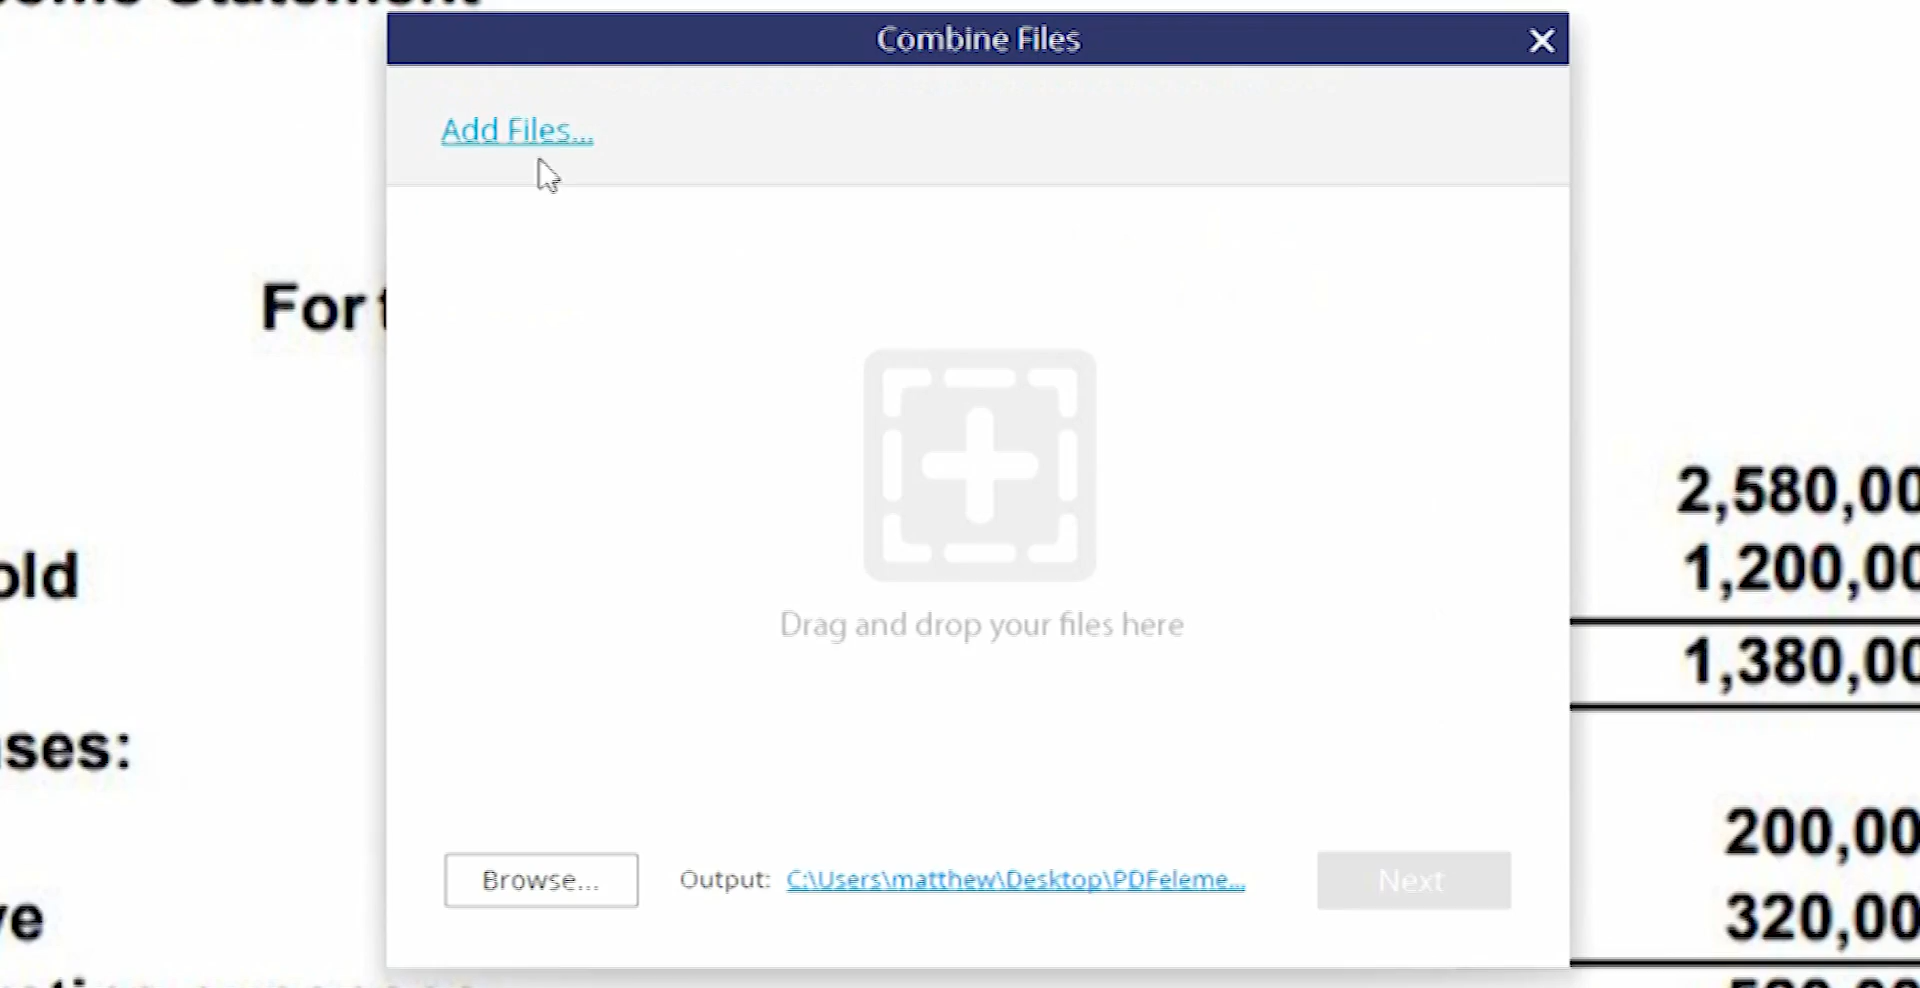 Combine Files
Add Files...
For
2,580,00
1,200,00
old
1,380,00
Drag and drop your files here
ses:
200,00
Browse... Output: C:\Users\matthew\Desktop\PDFeleme... Next
ve
320,00